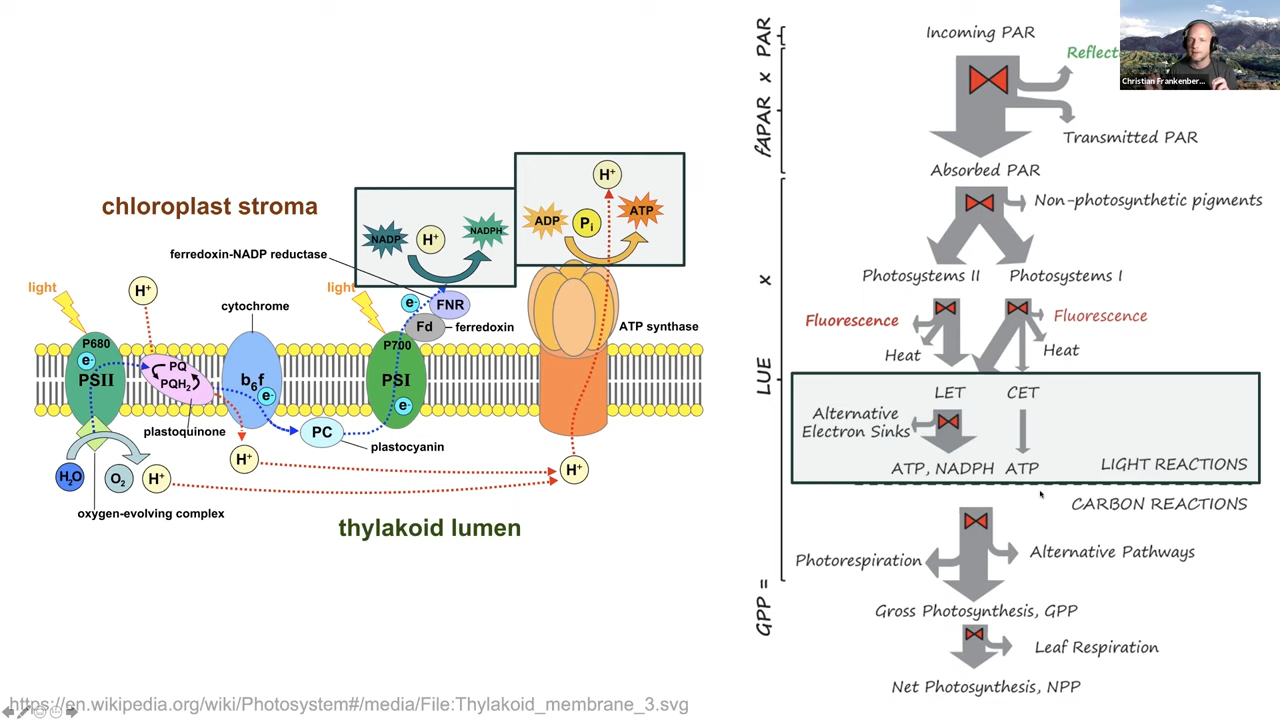 chloroplast stroma
ferredoxin-NADP reductase
light
H⁺
cytochrome
light
NADP
H⁺
NADPH
H⁺
ADP
Pᵢ
ATP
e⁻
FNR
Fd
ferredoxin
ATP synthase
P680
e⁻
PSII
PQ
PQH₂
b₆f
e⁻
P700
PSI
e⁻
plastoquinone
PC
plastocyanin
H₂O
O₂
H⁺
H⁺
H⁺
oxygen-evolving complex
thylakoid lumen
https://en.wikipedia.org/wiki/Photosystem#/media/File:Thylakoid_membrane_3.svg
GPP = LUE x fAPAR x PAR
Incoming PAR
Reflect
Transmitted PAR
Absorbed PAR
Non-photosynthetic pigments
Photosystems II
Photosystems I
Fluorescence
Fluorescence
Heat
Heat
LET
CET
Alternative
Electron Sinks
ATP, NADPH
ATP
LIGHT REACTIONS
CARBON REACTIONS
Photorespiration
Alternative Pathways
Gross Photosynthesis, GPP
Leaf Respiration
Net Photosynthesis, NPP
Christian Frankenber...